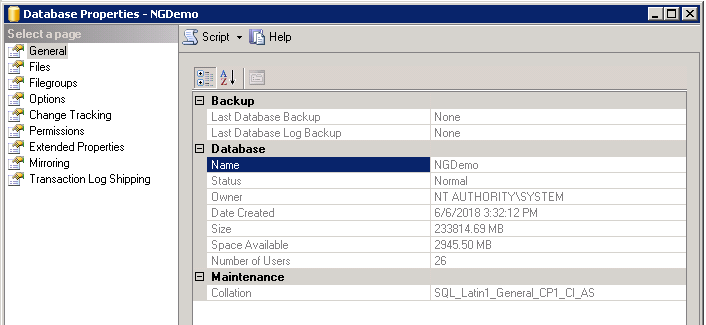 Database Properties - NGDemo
Select a page
General
Files
Filegroups
Options
Change Tracking
Permissions
Extended Properties
Mirroring
Transaction Log Shipping
Script Help
A Z
Backup
Last Database Backup None
Last Database Log Backup None
Database
Name NGDemo
Status Normal
Owner NT AUTHORITY\SYSTEM
Date Created 6/6/2018 3:32:12 PM
Size 233814.69 MB
Space Available 2945.50 MB
Number of Users 26
Maintenance
Collation SQL_Latin1_General_CP1_CI_AS